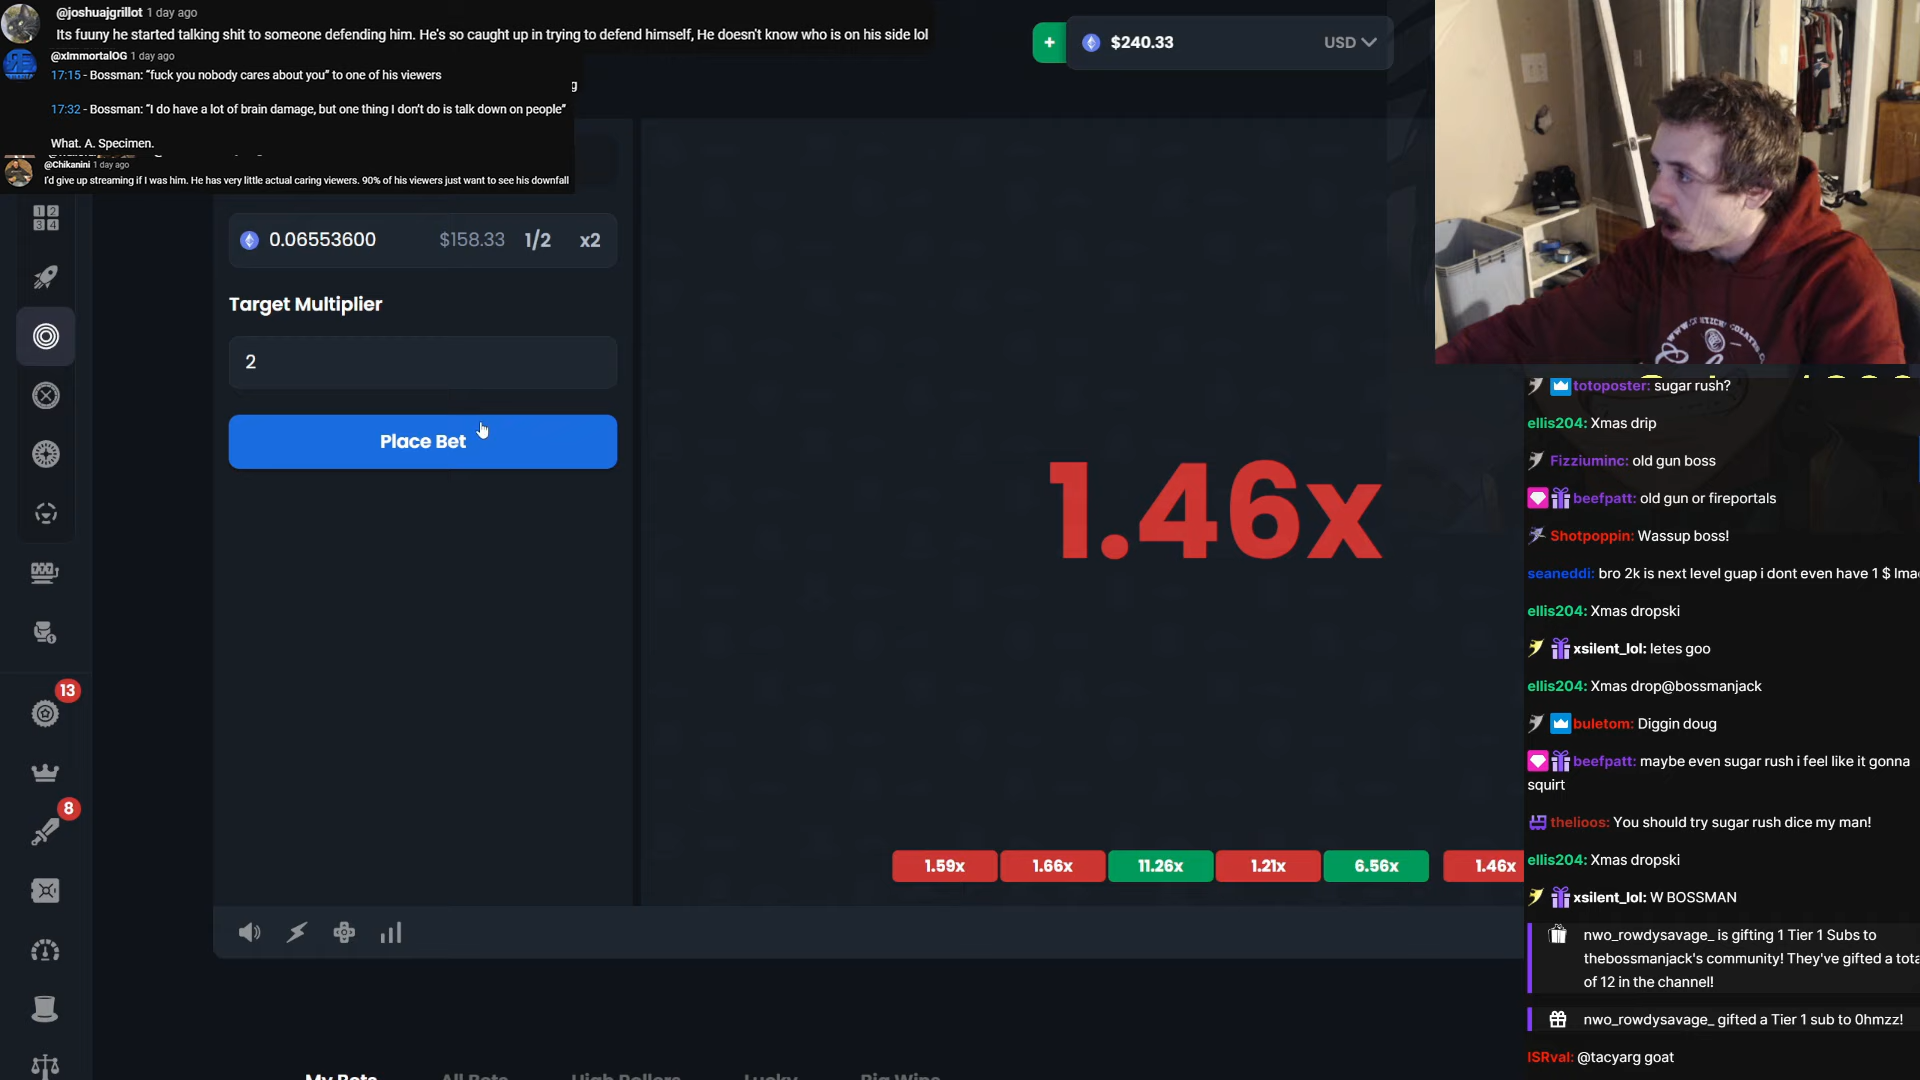 @joshuajgrillot 1 day ago
Its fuuny he started talking shit to someone defending him. He's so caught up in trying to defend himself, He doesn't know who is on his side lol
@xImmortalOG 1 day ago
17:15 - Bossman: “fuck you nobody cares about you” to one of his viewers
17:32 - Bossman: “I do have a lot of brain damage, but one thing I don’t do is talk down on people”
What. A. Specimen.
@Chikanini 1 day ago
I'd give up streaming if I was him. He has very little actual caring viewers. 90% of his viewers just want to see his downfall
+ $240.33 USD
0.06553600 $158.33 1/2 x2
Target Multiplier
2
Place Bet
1.46x
1.59x 1.66x 11.26x 1.21x 6.56x 1.46x
13
8
My Bets All Bets High Rollers Lucky Big Wins
totoposter: sugar rush?
ellis204: Xmas drip
Fizziuminc: old gun boss
beefpatt: old gun or fireportals
Shotpoppin: Wassup boss!
seaneddi: bro 2k is next level guap i dont even have 1 $ lma
ellis204: Xmas dropski
xsilent_lol: letes goo
ellis204: Xmas drop@bossmanjack
buletom: Diggin doug
beefpatt: maybe even sugar rush i feel like it gonna
squirt
thelioos: You should try sugar rush dice my man!
ellis204: Xmas dropski
xsilent_lol: W BOSSMAN
nwo_rowdysavage_ is gifting 1 Tier 1 Subs to
thebossmanjack's community! They've gifted a tota
of 12 in the channel!
nwo_rowdysavage_ gifted a Tier 1 sub to 0hmzz!
ISRval: @tacyarg goat